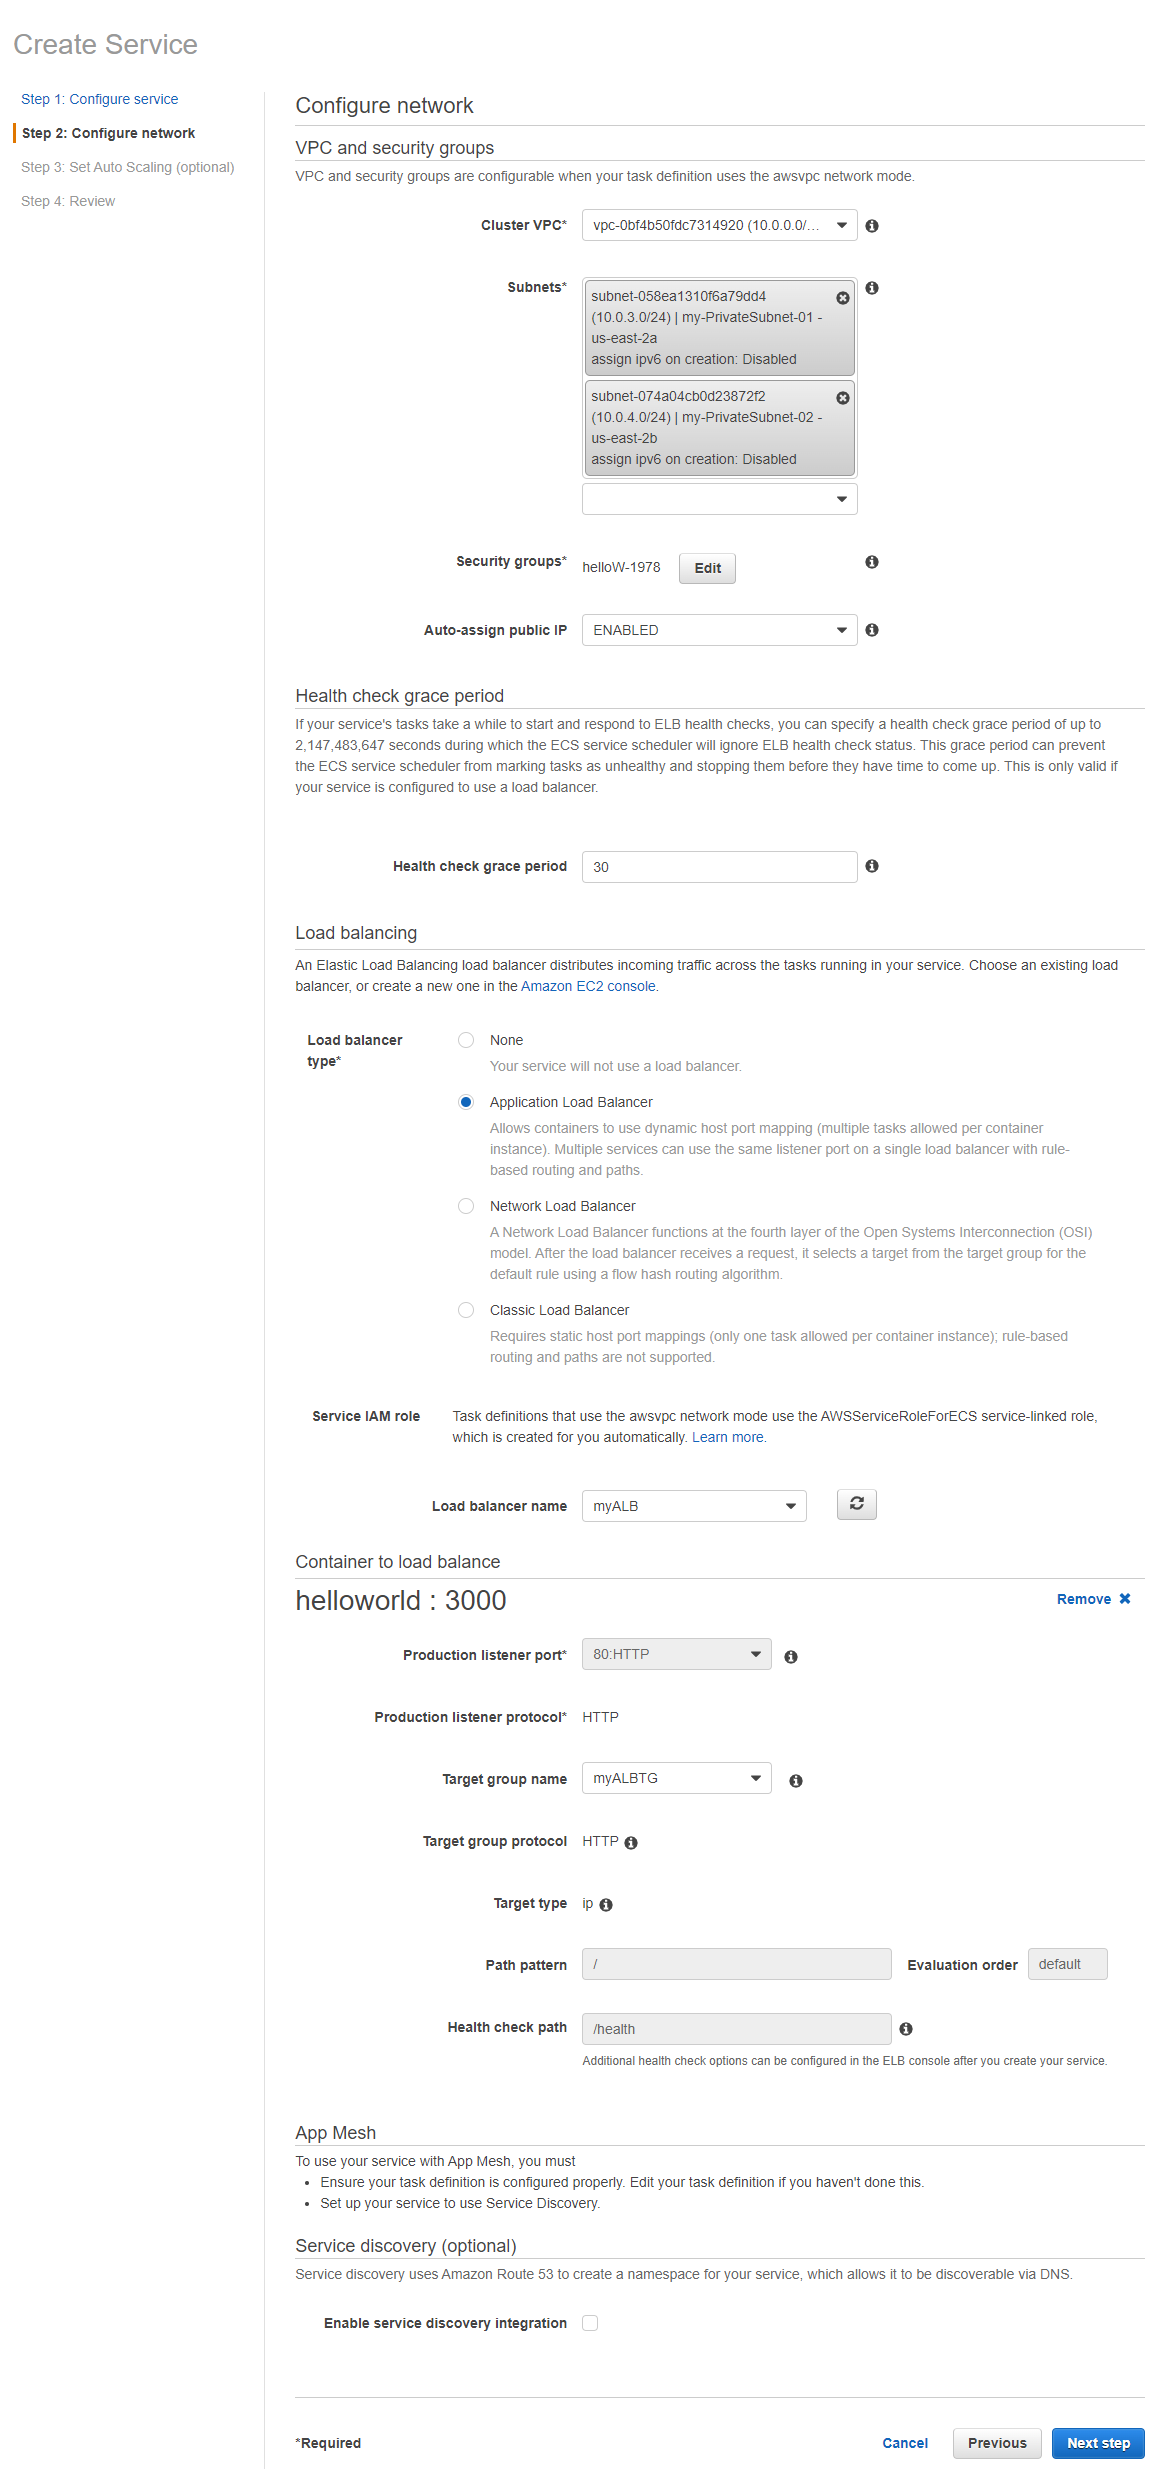 Create Service
Step 1: Configure service
Step 2: Configure network
Step 3: Set Auto Scaling (optional)
Step 4: Review
Configure network
VPC and security groups
VPC and security groups are configurable when your task definition uses the awsvpc network mode.
Cluster VPC* vpc-0bf4b50fdc7314920 (10.0.0.0/...
Subnets*
subnet-058ea1310f6a79dd4
(10.0.3.0/24) | my-PrivateSubnet-01 -
us-east-2a
assign ipv6 on creation: Disabled
subnet-074a04cb0d23872f2
(10.0.4.0/24) | my-PrivateSubnet-02 -
us-east-2b
assign ipv6 on creation: Disabled
Security groups* helloW-1978 Edit
Auto-assign public IP ENABLED
Health check grace period
If your service's tasks take a while to start and respond to ELB health checks, you can specify a health check grace period of up to
2,147,483,647 seconds during which the ECS service scheduler will ignore ELB health check status. This grace period can prevent
the ECS service scheduler from marking tasks as unhealthy and stopping them before they have time to come up. This is only valid if
your service is configured to use a load balancer.
Health check grace period 30
Load balancing
An Elastic Load Balancing load balancer distributes incoming traffic across the tasks running in your service. Choose an existing load
balancer, or create a new one in the Amazon EC2 console.
Load balancer
type*
None
Your service will not use a load balancer.
Application Load Balancer
Allows containers to use dynamic host port mapping (multiple tasks allowed per container
instance). Multiple services can use the same listener port on a single load balancer with rule-
based routing and paths.
Network Load Balancer
A Network Load Balancer functions at the fourth layer of the Open Systems Interconnection (OSI)
model. After the load balancer receives a request, it selects a target from the target group for the
default rule using a flow hash routing algorithm.
Classic Load Balancer
Requires static host port mappings (only one task allowed per container instance); rule-based
routing and paths are not supported.
Service IAM role Task definitions that use the awsvpc network mode use the AWSServiceRoleForECS service-linked role,
which is created for you automatically. Learn more.
Load balancer name myALB
Container to load balance
helloworld : 3000 Remove
Production listener port* 80:HTTP
Production listener protocol* HTTP
Target group name myALBTG
Target group protocol HTTP
Target type ip
Path pattern / Evaluation order default
Health check path /health
Additional health check options can be configured in the ELB console after you create your service.
App Mesh
To use your service with App Mesh, you must
• Ensure your task definition is configured properly. Edit your task definition if you haven't done this.
• Set up your service to use Service Discovery.
Service discovery (optional)
Service discovery uses Amazon Route 53 to create a namespace for your service, which allows it to be discoverable via DNS.
Enable service discovery integration
*Required Cancel Previous Next step